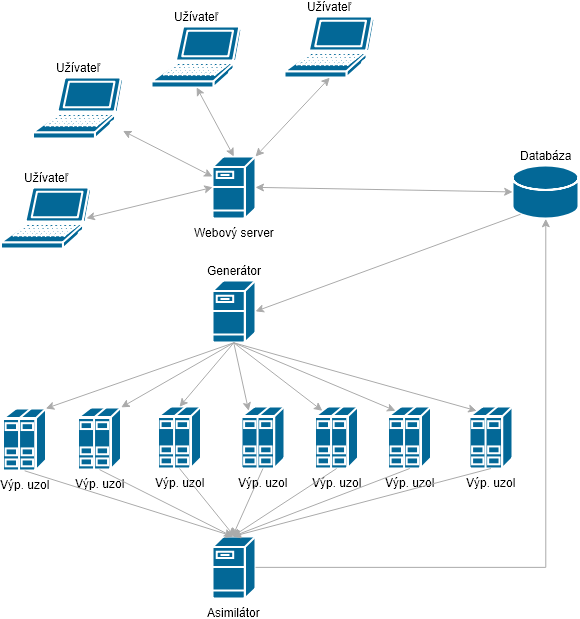 Užívateľ
Užívateľ
Užívateľ
Užívateľ
Databáza
Webový server
Generátor
Výp. uzol
Výp. uzol
Výp. uzol
Výp. uzol
Výp. uzol
Výp. uzol
Výp. uzol
Asimilátor